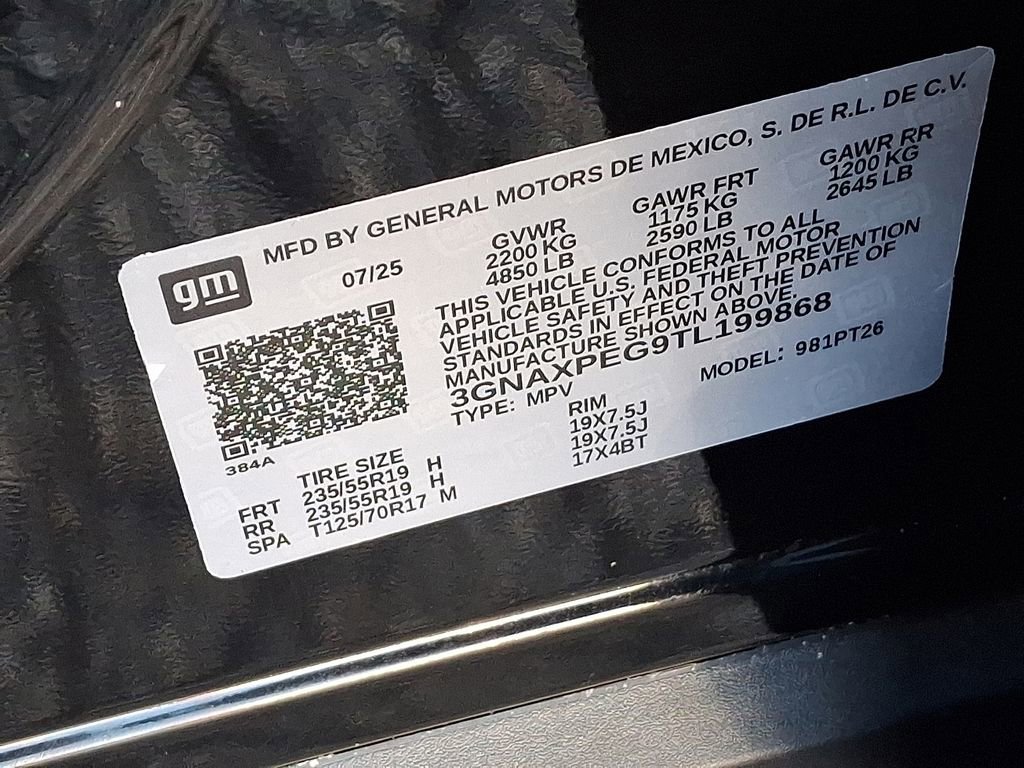 MFD BY GENERAL MOTORS DE MEXICO, S. DE R.L. DE C.V.
gm
07/25
GVWR
2200 KG
4850 LB
GAWR FRT
1175 KG
2590 LB
GAWR RR
1200 KG
2645 LB
THIS VEHICLE CONFORMS TO ALL
APPLICABLE U.S. FEDERAL MOTOR
VEHICLE SAFETY AND THEFT PREVENTION
STANDARDS IN EFFECT ON THE DATE OF
MANUFACTURE SHOWN ABOVE.
3GNAXPEG9TL199868
TYPE: MPV
MODEL: 981PT26
384A
TIRE SIZE RIM
FRT 235/55R19 H 19X7.5J
RR 235/55R19 H 19X7.5J
SPA T125/70R17 M 17X4BT